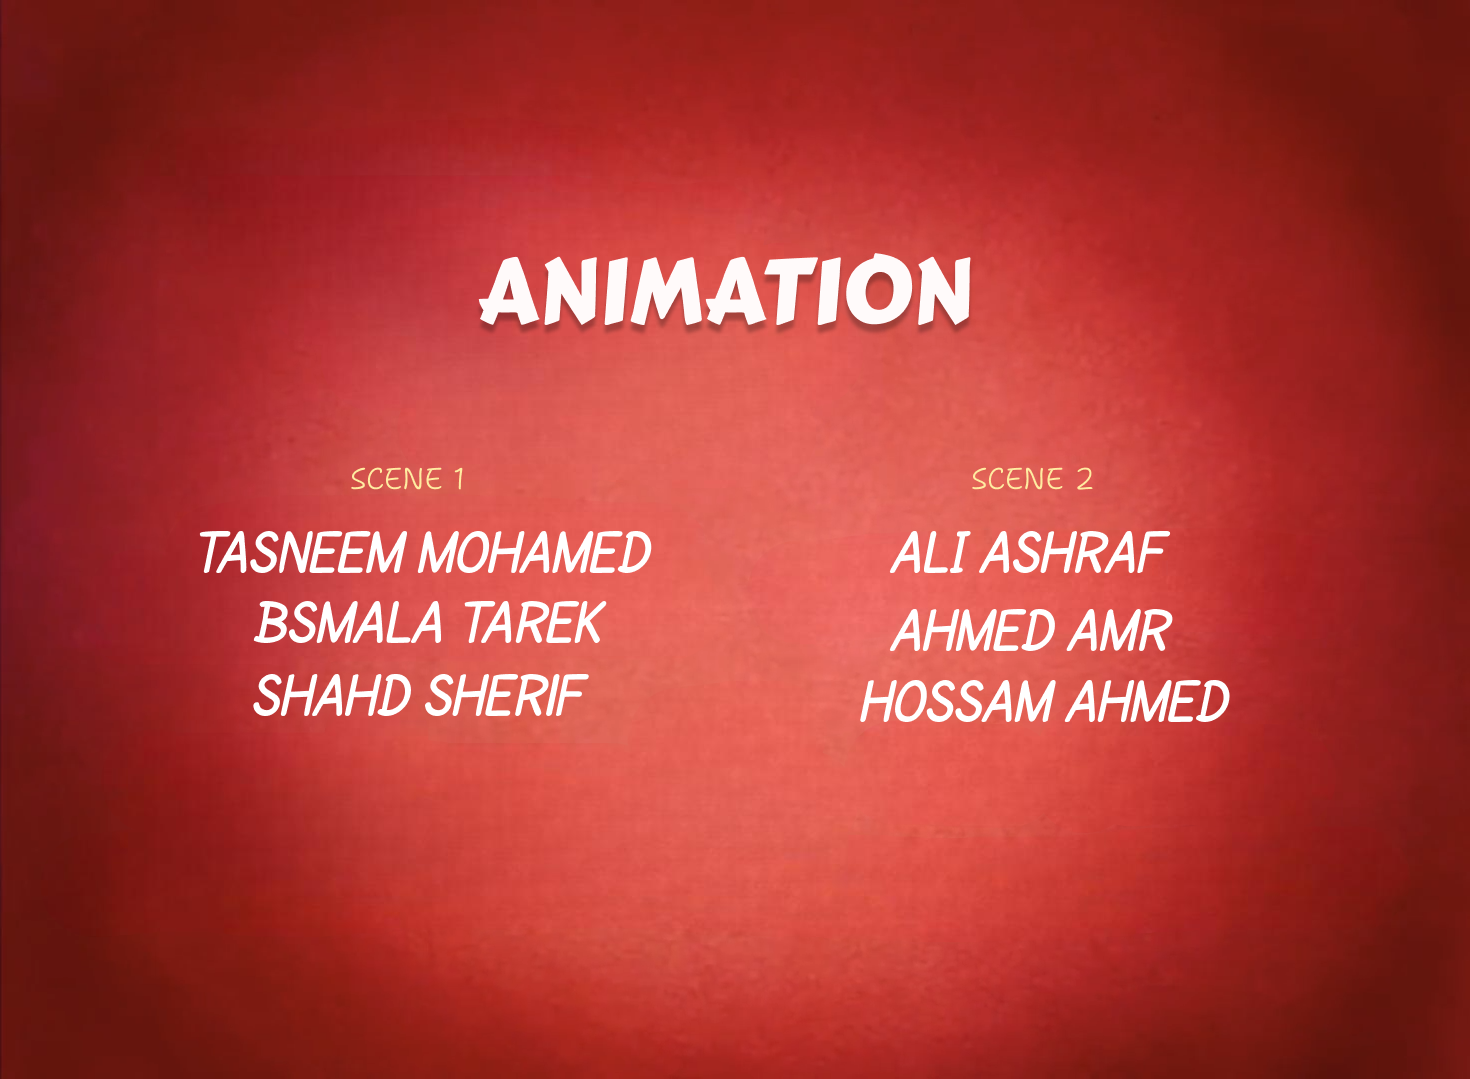 ANIMATION
SCENE 1
TASNEEM MOHAMED
BSMALA TAREK
SHAHD SHERIF
SCENE 2
ALI ASHRAF
AHMED AMR
HOSSAM AHMED